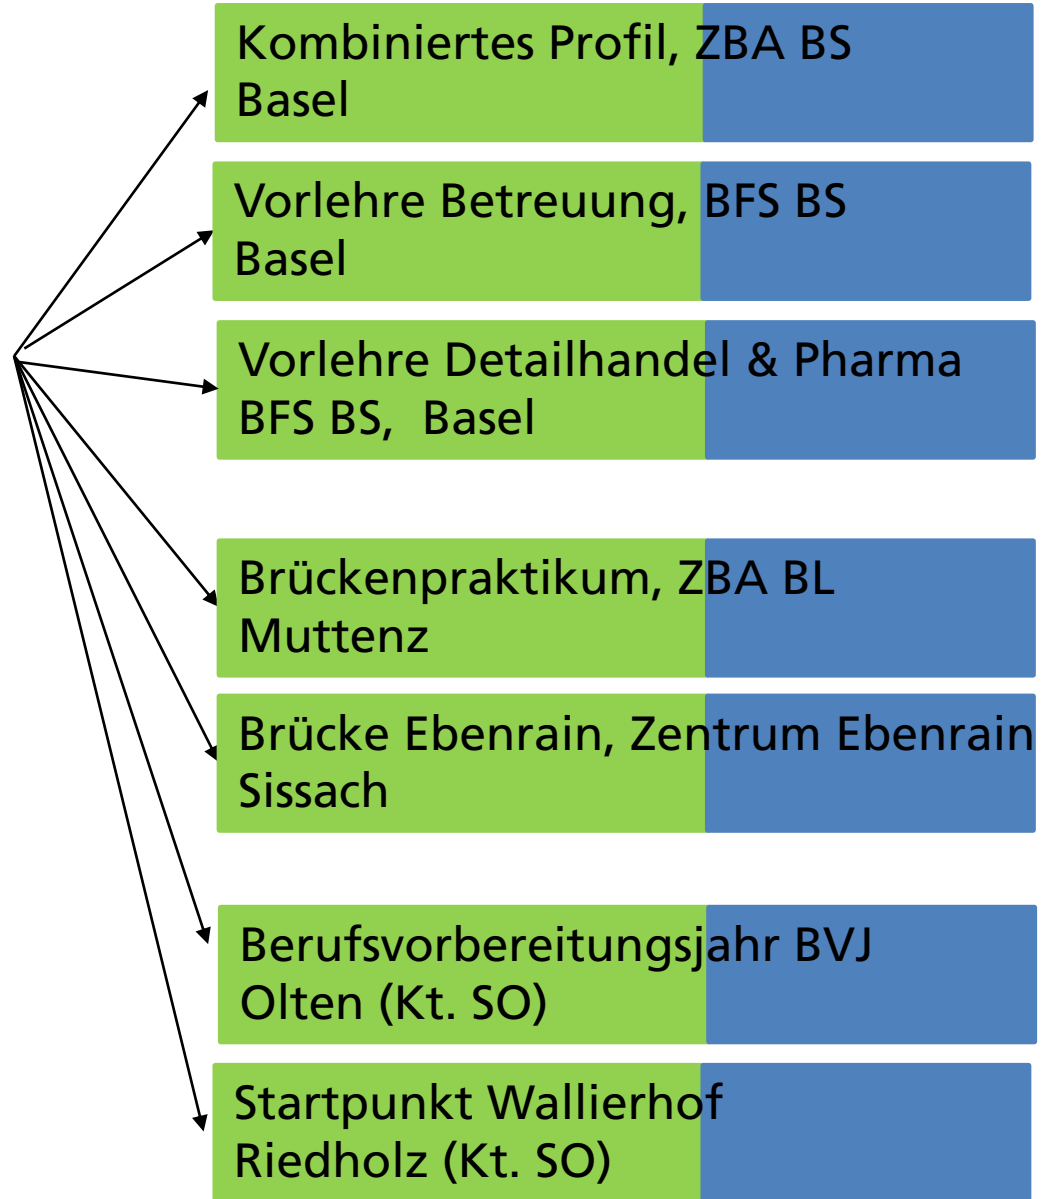 Kombiniertes Profil, ZBA BS
Basel
Vorlehre Betreuung, BFS BS
Basel
Vorlehre Detailhandel & Pharma
BFS BS,  Basel
Brückenpraktikum, ZBA BL
Muttenz
Brücke Ebenrain, Zentrum Ebenrain
Sissach
Berufsvorbereitungsjahr BVJ
Olten (Kt. SO)
Startpunkt Wallierhof
Riedholz (Kt. SO)